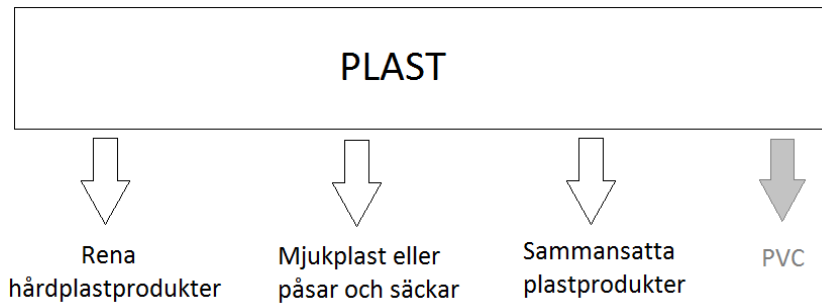 PLAST
Rena
hårdplastprodukter
Mjukplast eller
påsar och säckar
Sammansatta
plastprodukter
PVC